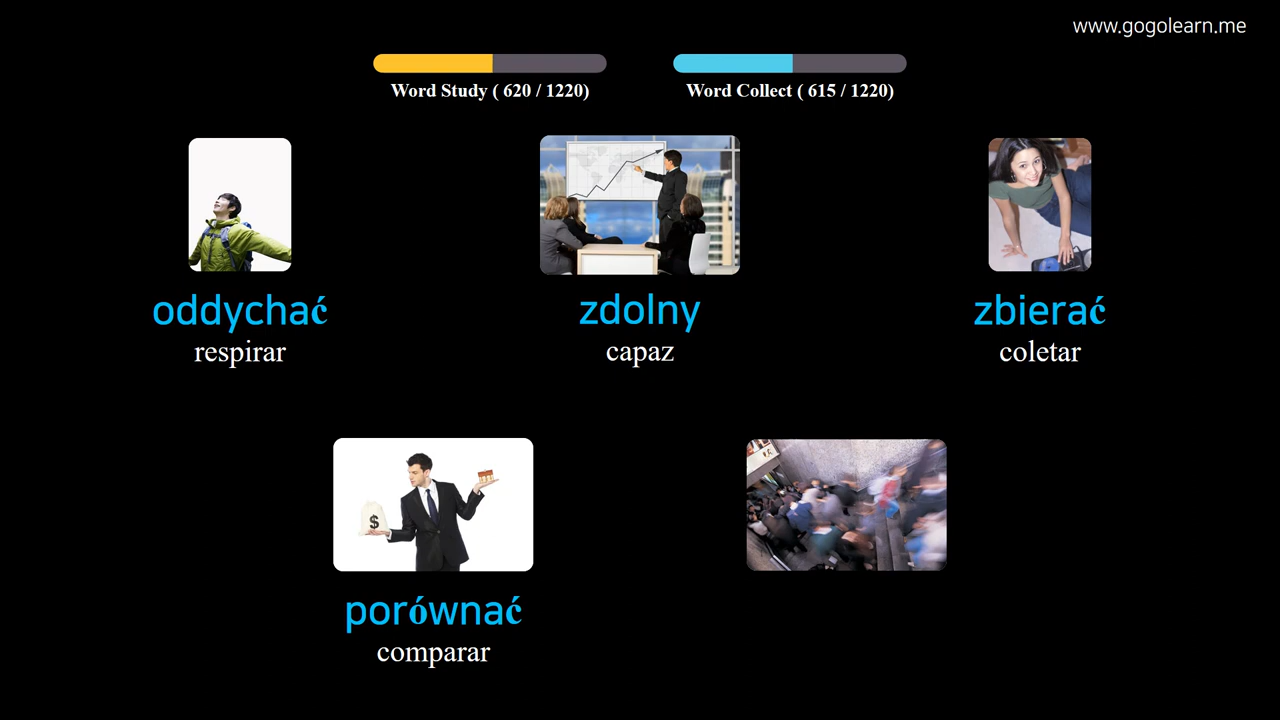 www.gogolearn.me
Word Study ( 620 / 1220)
Word Collect ( 615 / 1220)
oddychać
respirar
zdolny
capaz
zbierać
coletar
$
porównać
comparar